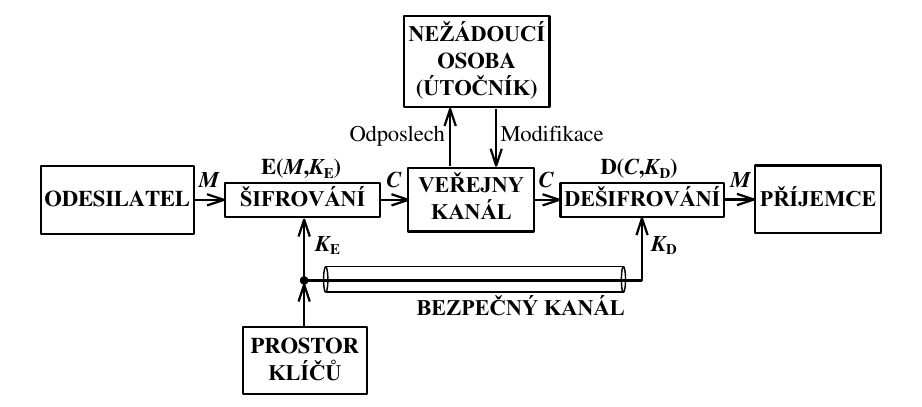 NEŽÁDOUCÍ
OSOBA
(ÚTOČNÍK)
Odposlech
Modifikace
E(M,KE)
D(C,KD)
ODESILATEL
M
ŠIFROVÁNÍ
C
VEŘEJNY
KANÁL
C
DEŠIFROVÁNÍ
M
PŘÍJEMCE
KE
KD
BEZPEČNÝ KANÁL
PROSTOR
KLÍČŮ